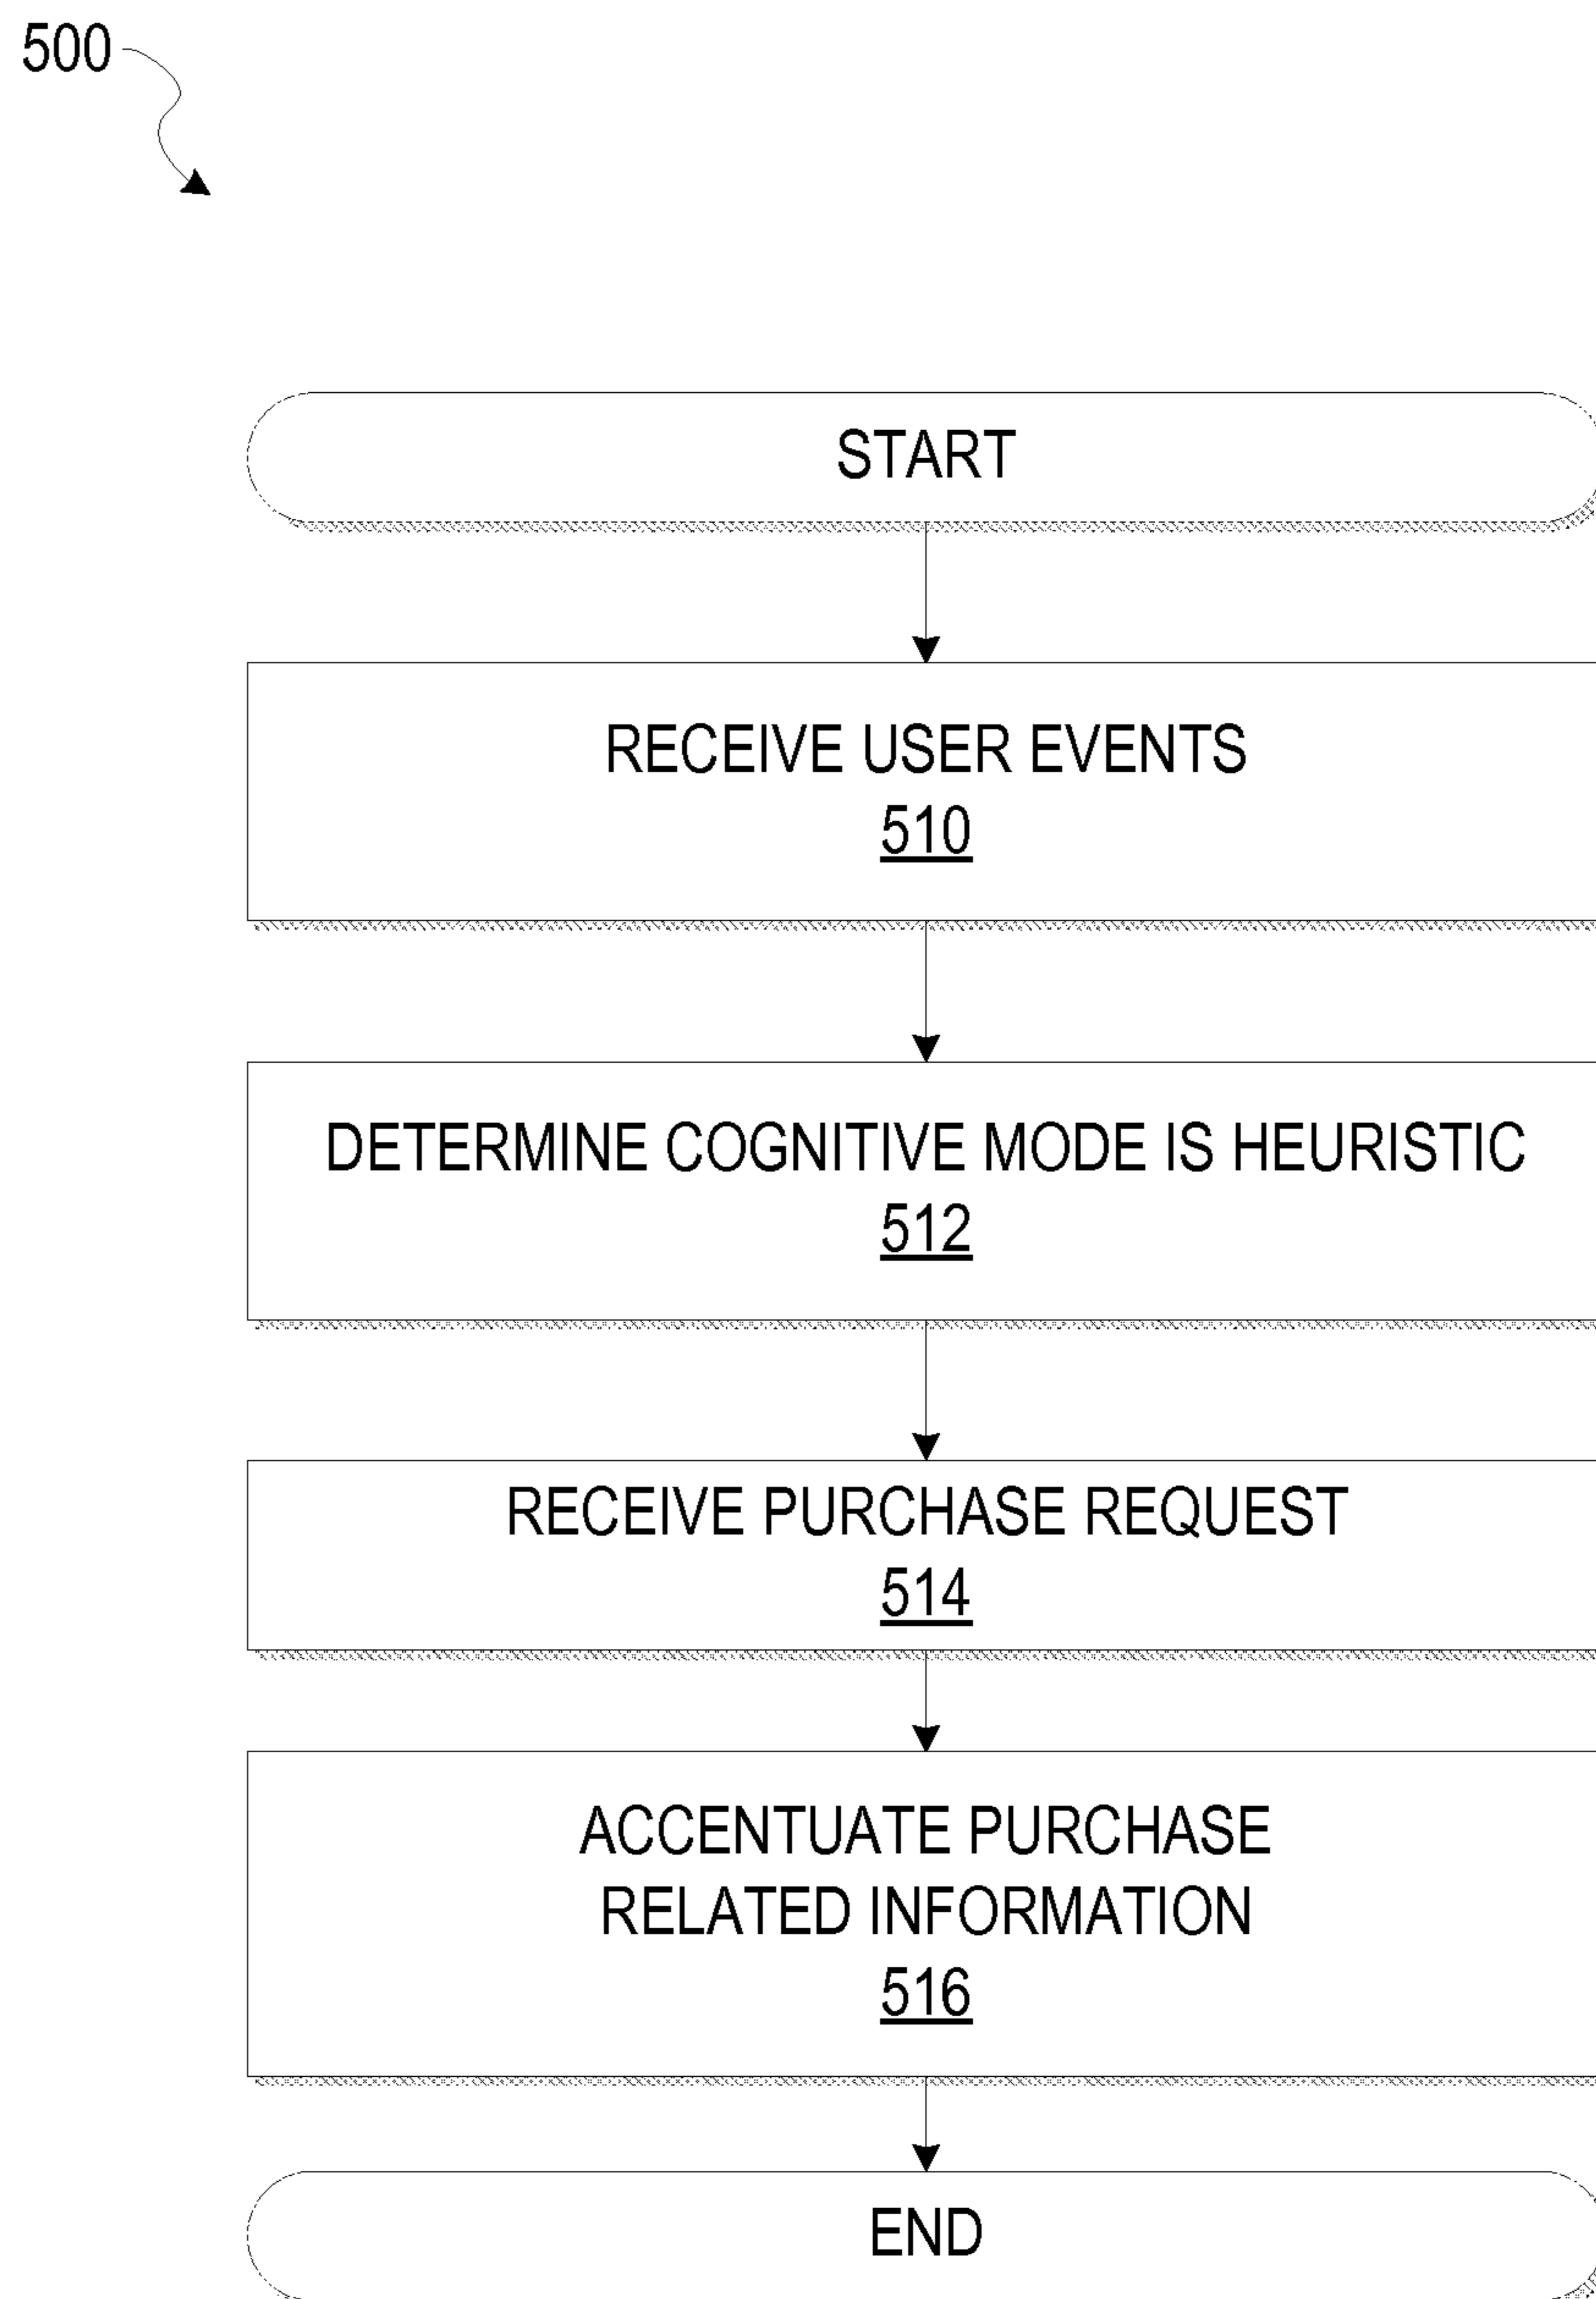 500
START
RECEIVE USER EVENTS
510
DETERMINE COGNITIVE MODE IS HEURISTIC
512
RECEIVE PURCHASE REQUEST
514
ACCENTUATE PURCHASE
RELATED INFORMATION
516
END